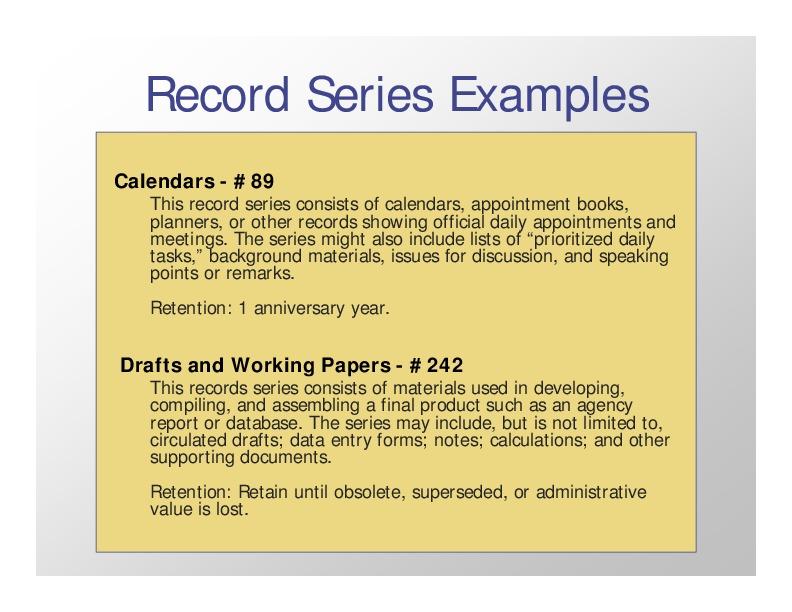 Record Series Examples
Calendars - # 89
This record series consists of calendars, appointment books,
planners, or other records showing official daily appointments and
meetings. The series might also include lists of “prioritized daily
tasks,” background materials, issues for discussion, and speaking
points or remarks.
Retention: 1 anniversary year.
Drafts and Working Papers - # 242
This records series consists of materials used in developing,
compiling, and assembling a final product such as an agency
report or database. The series may include, but is not limited to,
circulated drafts; data entry forms; notes; calculations; and other
supporting documents.
Retention: Retain until obsolete, superseded, or administrative
value is lost.